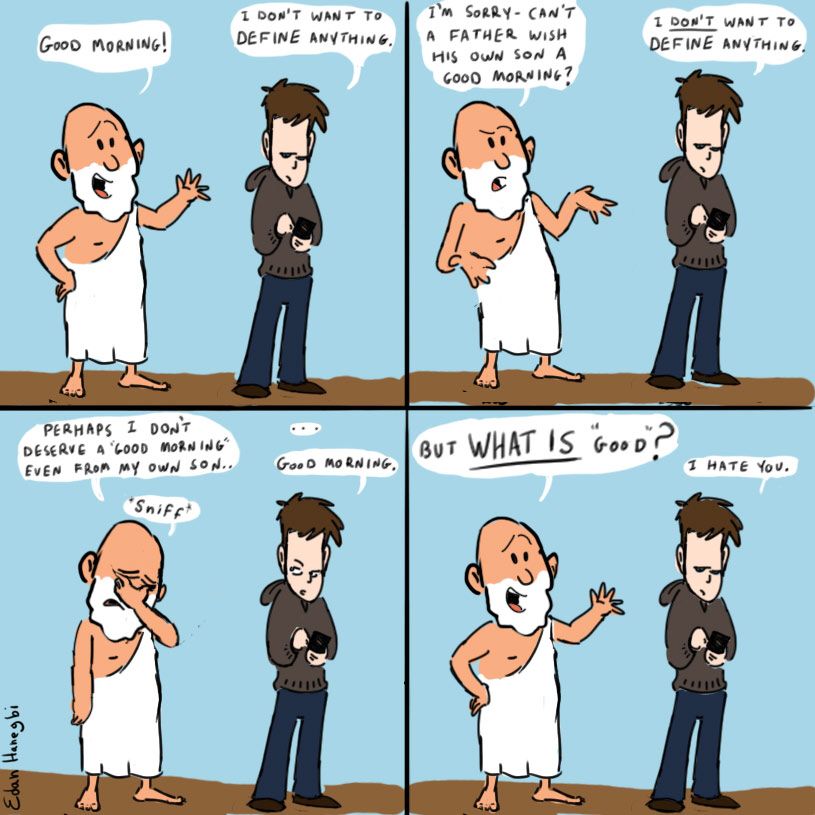 GOOD MORNING!
I DON'T WANT TO
DEFINE ANYTHING.
I'M SORRY - CAN'T
A FATHER WISH
HIS OWN SON A
GOOD MORNING?
I DON'T WANT TO
DEFINE ANYTHING.
PERHAPS I DON'T
DESERVE A "GOOD MORNING"
EVEN FROM MY OWN SON..
*Sniff*
...
GOOD MORNING.
BUT WHAT IS "GOOD"?
I HATE YOU.
Edan Hanegbi